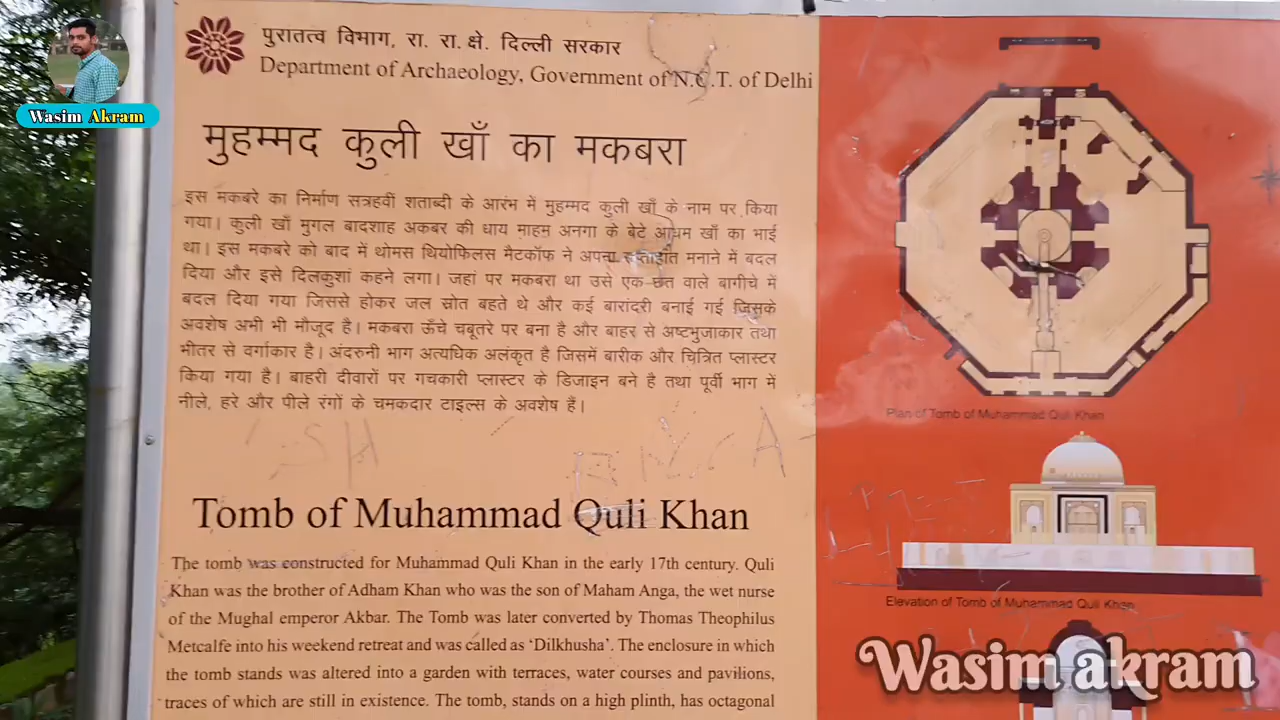 Wasim Akram
पुरातत्व विभाग, रा. रा. क्षे. दिल्ली सरकार
Department of Archaeology, Government of N.C.T. of Delhi
मुहम्मद कुली खाँ का मकबरा
इस मकबरे का निर्माण सत्रहवीं शताब्दी के आरंभ में मुहम्मद कुली खाँ के नाम पर किया
गया। कुली खाँ मुगल बादशाह अकबर की धाय माहम अनगा के बेटे आधम खाँ का भाई
था। इस मकबरे को बाद में थोमस थियोफिलस मैटकॉफ ने अपना सप्ताहांत मनाने में बदल
दिया और इसे दिलकुशां कहने लगा। जहां पर मकबरा था उसे एक छत वाले बागीचे में
बदल दिया गया जिससे होकर जल स्रोत बहते थे और कई बारांदरी बनाई गई जिसके
अवशेष अभी भी मौजूद है। मकबरा ऊँचे चबूतरे पर बना है और बाहर से अष्टभुजाकार तथा
भीतर से वर्गाकार है। अंदरुनी भाग अत्यधिक अलंकृत है जिसमें बारीक और चित्रित प्लास्टर
किया गया है। बाहरी दीवारों पर गचकारी प्लास्टर के डिजाइन बने है तथा पूर्वी भाग में
नीले, हरे और पीले रंगों के चमकदार टाइल्स के अवशेष हैं।
Tomb of Muhammad Quli Khan
The tomb was constructed for Muhammad Quli Khan in the early 17th century. Quli
Khan was the brother of Adham Khan who was the son of Maham Anga, the wet nurse
of the Mughal emperor Akbar. The Tomb was later converted by Thomas Theophilus
Metcalfe into his weekend retreat and was called as ‘Dilkhusha’. The enclosure in which
the tomb stands was altered into a garden with terraces, water courses and pavilions,
traces of which are still in existence. The tomb, stands on a high plinth, has octagonal
Plan of Tomb of Muhammad Quli Khan
Elevation of Tomb of Muhammad Quli Khan
Wasim akram